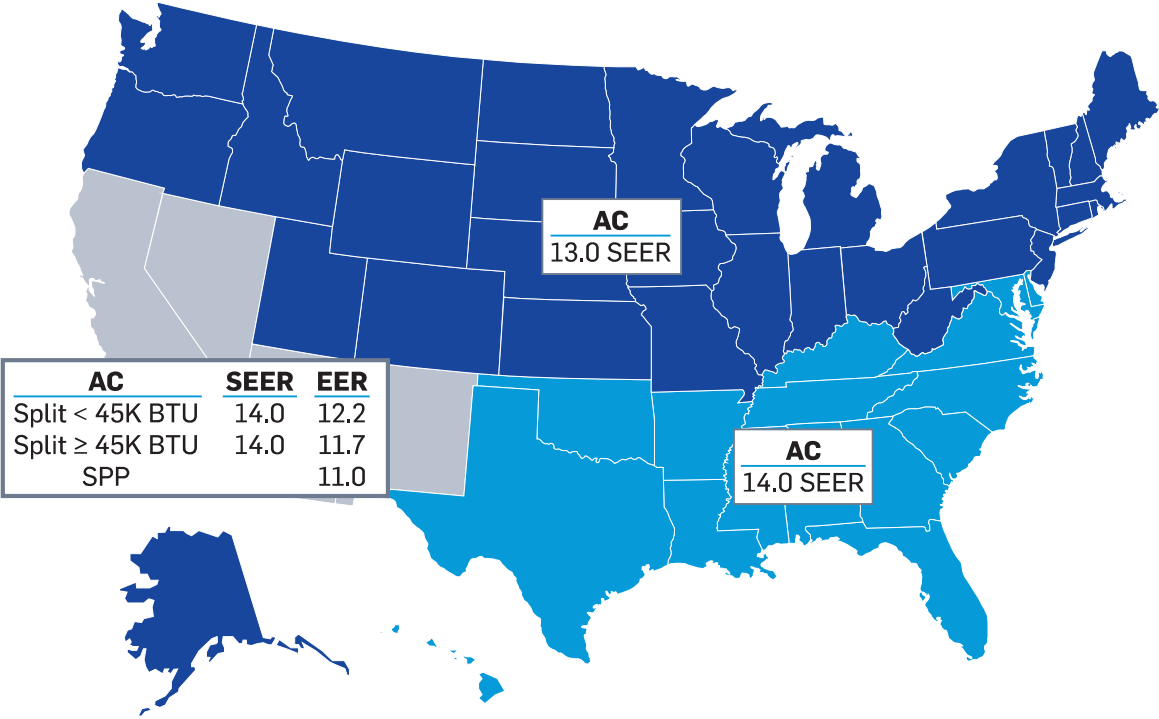 AC
13.0 SEER
AC SEER EER
Split < 45K BTU 14.0 12.2
Split ≥ 45K BTU 14.0 11.7
SPP 11.0
AC
14.0 SEER